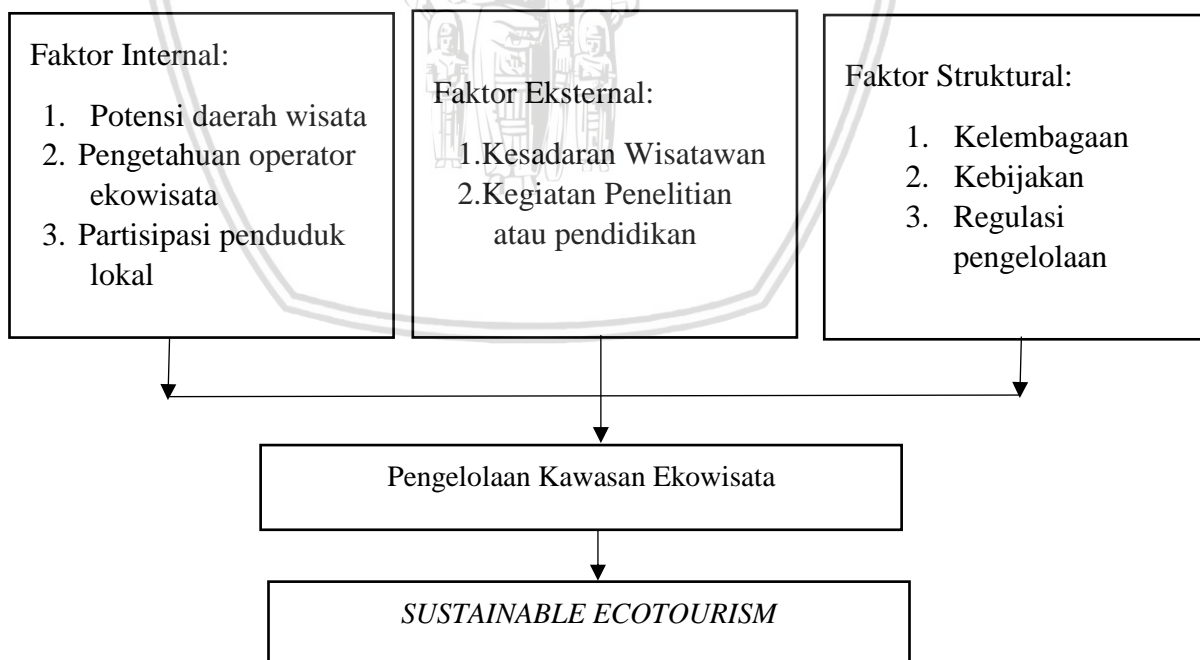 Faktor Internal:
1. Potensi daerah wisata
2. Pengetahuan operator
ekowisata
3. Partisipasi penduduk
lokal
Faktor Eksternal:
1.Kesadaran Wisatawan
2.Kegiatan Penelitian
atau pendidikan
Faktor Struktural:
1. Kelembagaan
2. Kebijakan
3. Regulasi
pengelolaan
Pengelolaan Kawasan Ekowisata
SUSTAINABLE ECOTOURISM